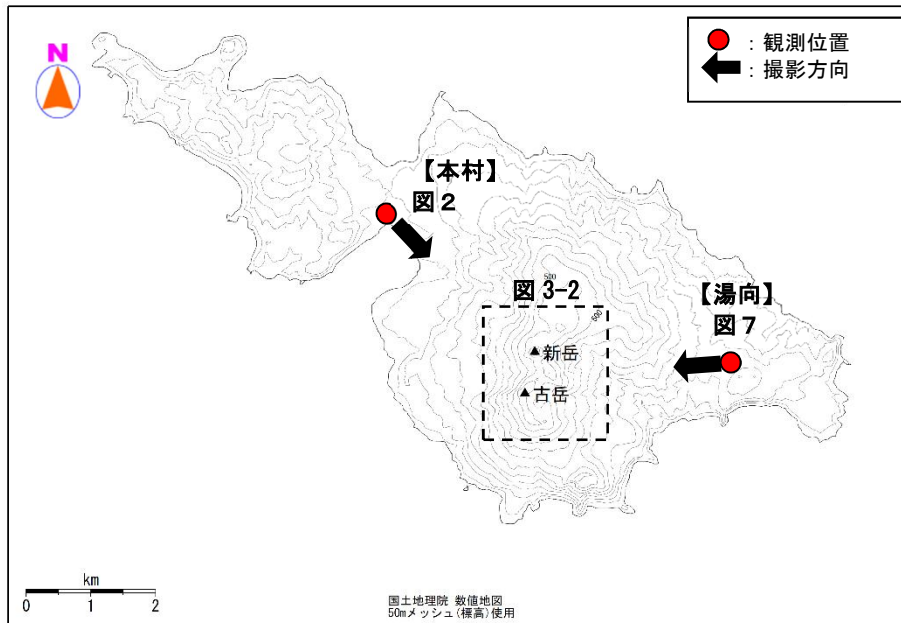 N
：観測位置
：撮影方向
【本村】
図２
500
図 3-2
500
【湯向】
図７
▲新岳
▲古岳
km
0 1 2
国土地理院 数値地図
50mメッシュ(標高)使用